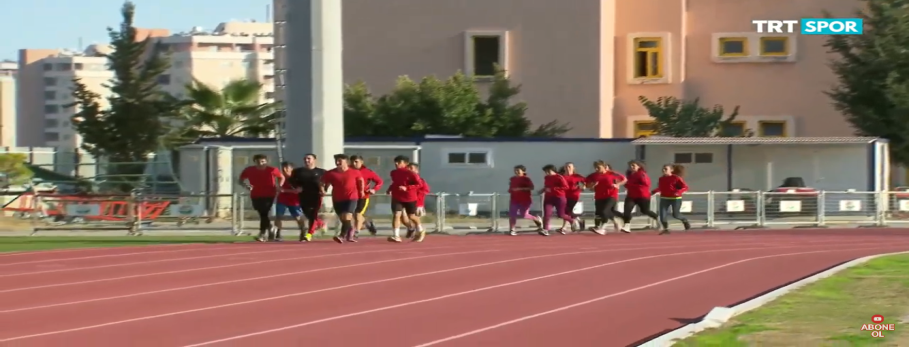 TRT SPOR
ABONE
OL